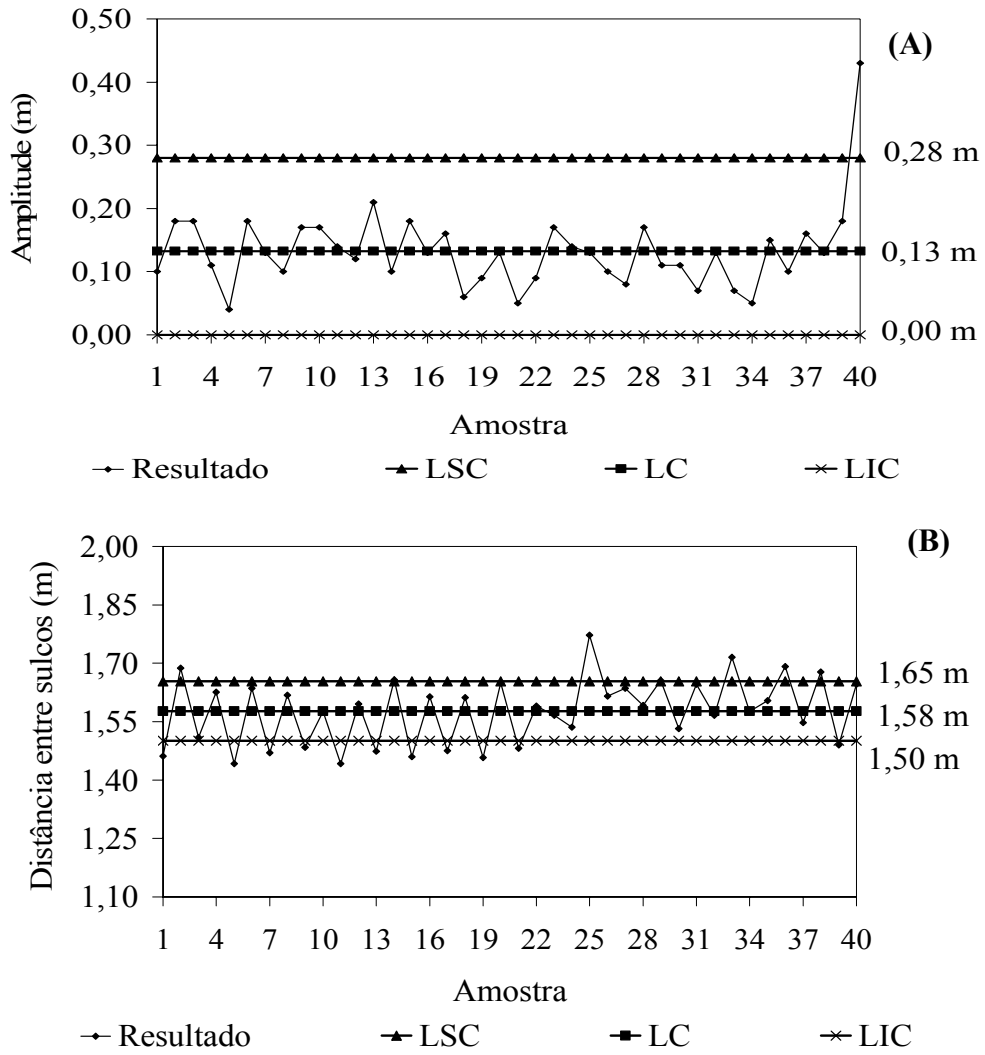 (A)
Amplitude (m)
0,50
0,40
0,30
0,20
0,10
0,00
0,28 m
0,13 m
0,00 m
1 4 7 10 13 16 19 22 25 28 31 34 37 40
Amostra
Resultado LSC LC LIC
(B)
Distância entre sulcos (m)
2,00
1,85
1,70
1,55
1,40
1,25
1,10
1,65 m
1,58 m
1,50 m
1 4 7 10 13 16 19 22 25 28 31 34 37 40
Amostra
Resultado LSC LC LIC